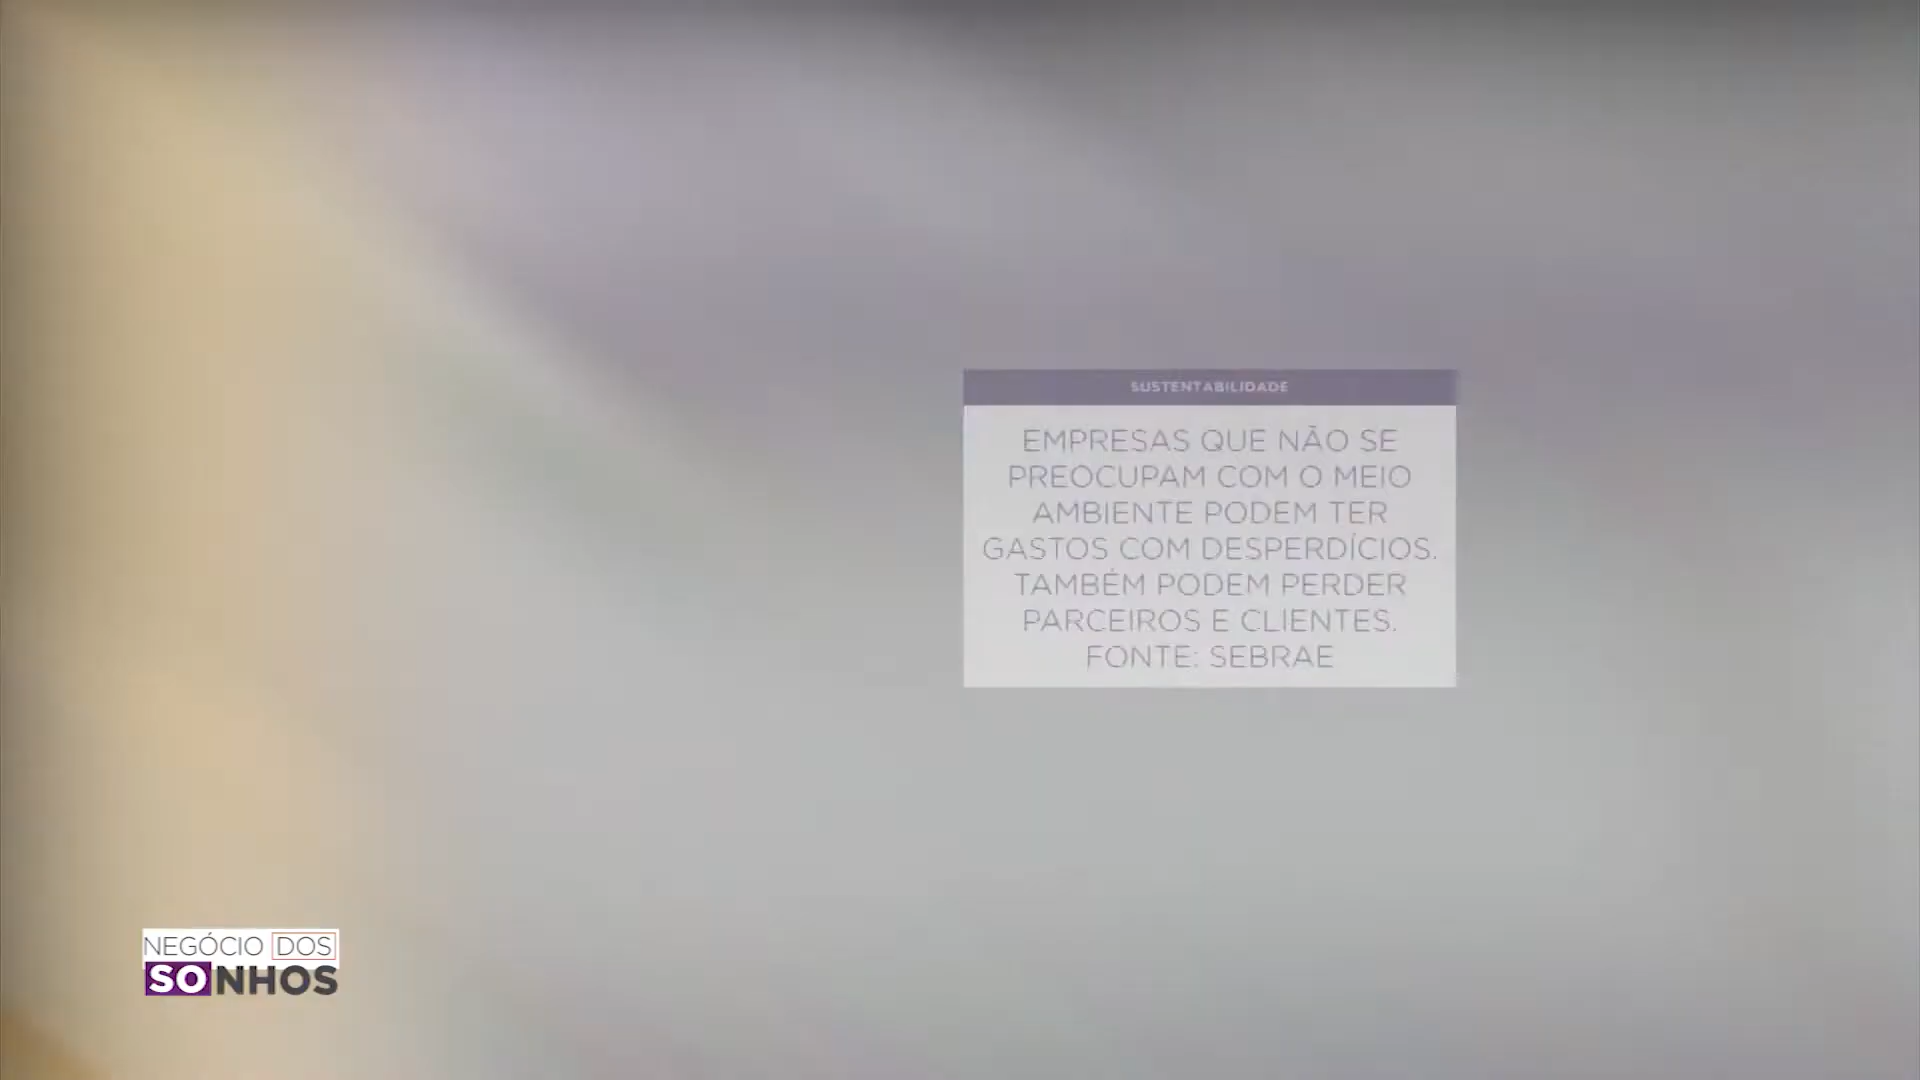 SUSTENTABILIDADE
EMPRESAS QUE NÃO SE
PREOCUPAM COM O MEIO
AMBIENTE PODEM TER
GASTOS COM DESPERDÍCIOS.
TAMBÉM PODEM PERDER
PARCEIROS E CLIENTES.
FONTE: SEBRAE
NEGÓCIO DOS
SONHOS